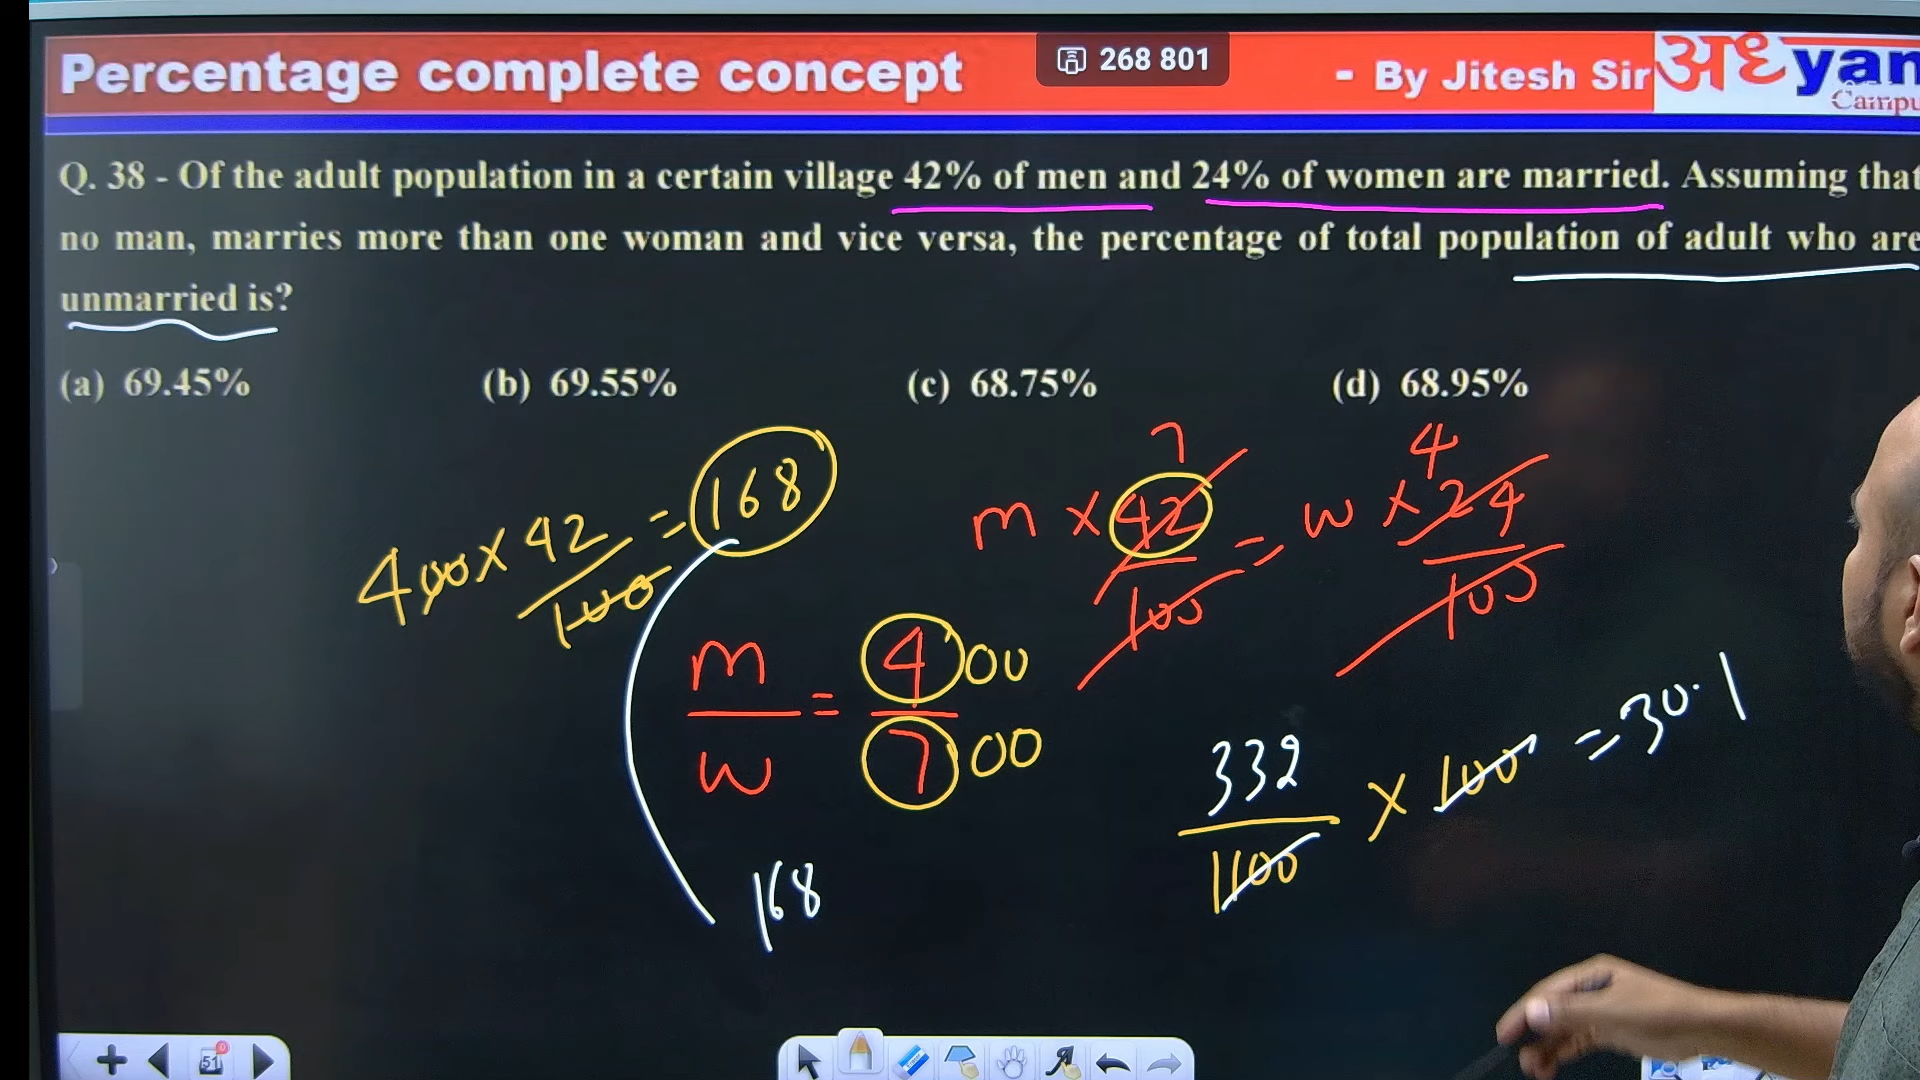 Percentage complete concept
268 801
- By Jitesh Sir
अध्yan
Campu
Q. 38 - Of the adult population in a certain village 42% of men and 24% of women are married. Assuming that
no man, marries more than one woman and vice versa, the percentage of total population of adult who are
unmarried is?
(a) 69.45% (b) 69.55% (c) 68.75% (d) 68.95%
400 × 42/100 = 168
m × 42/100 = w × 24/100
7
4
m/w = 400/700
332/1100 × 100 = 30.1
168
51